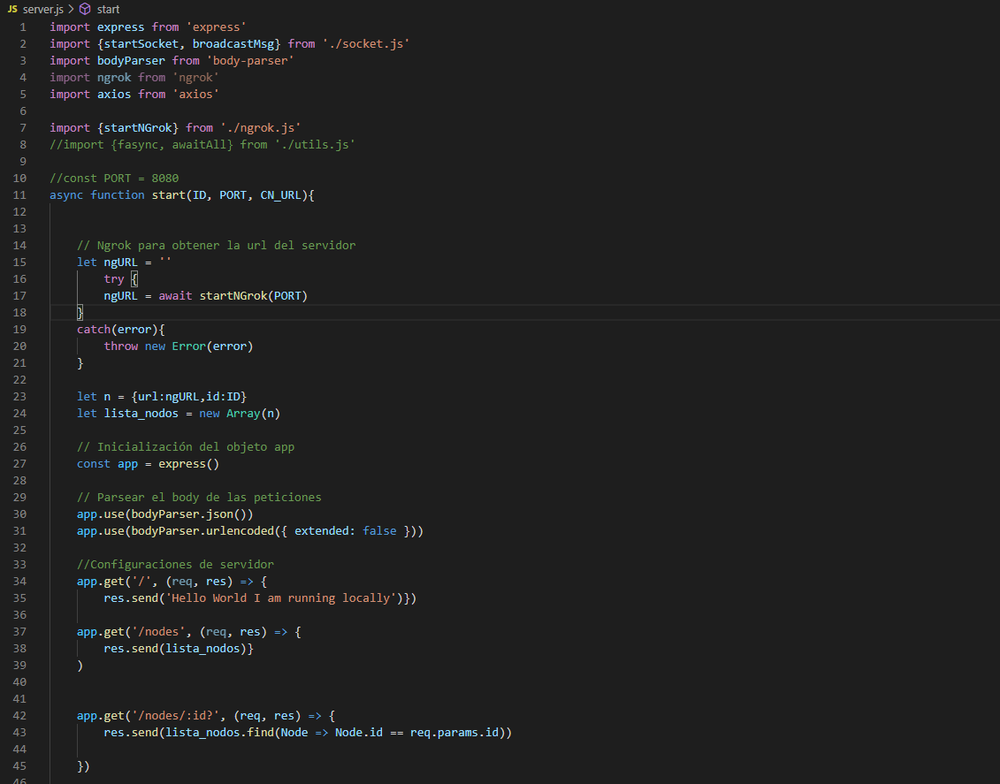 JS server.js > start
1 import express from 'express'
2 import {startSocket, broadcastMsg} from './socket.js'
3 import bodyParser from 'body-parser'
4 import ngrok from 'ngrok'
5 import axios from 'axios'
6
7 import {startNGrok} from './ngrok.js'
8 //import {fasync, awaitAll} from './utils.js'
9
10 //const PORT = 8080
11 async function start(ID, PORT, CN_URL){
12
13
14     // Ngrok para obtener la url del servidor
15     let ngURL = ''
16         try {
17         ngURL = await startNGrok(PORT)
18     }
19     catch(error){
20         throw new Error(error)
21     }
22
23     let n = {url:ngURL,id:ID}
24     let lista_nodos = new Array(n)
25
26     // Inicialización del objeto app
27     const app = express()
28
29     // Parsear el body de las peticiones
30     app.use(bodyParser.json())
31     app.use(bodyParser.urlencoded({ extended: false }))
32
33     //Configuraciones de servidor
34     app.get('/', (req, res) => {
35         res.send('Hello World I am running locally')})
36
37     app.get('/nodes', (req, res) => {
38         res.send(lista_nodos)}
39     )
40
41
42     app.get('/nodes/:id?', (req, res) => {
43         res.send(lista_nodos.find(Node => Node.id == req.params.id))
44
45     })
46